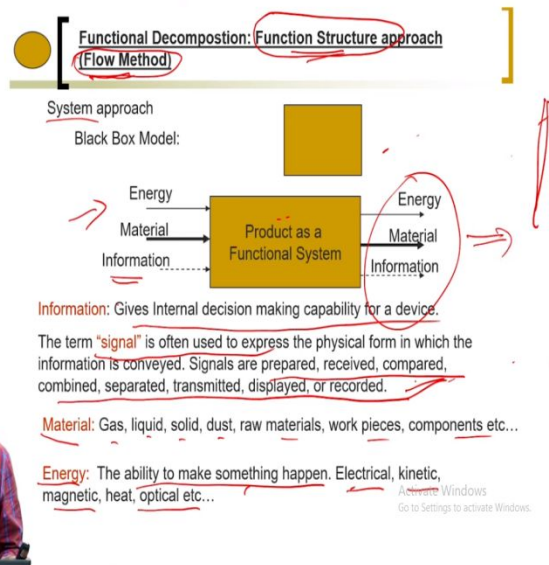 Functional Decompostion: Function Structure approach
(Flow Method)
System approach
Black Box Model:
Energy
Material
Information
Product as a
Functional System
Energy
Material
Information
Information: Gives Internal decision making capability for a device.
The term “signal” is often used to express the physical form in which the
information is conveyed. Signals are prepared, received, compared,
combined, separated, transmitted, displayed, or recorded.
Material: Gas, liquid, solid, dust, raw materials, work pieces, components etc...
Energy: The ability to make something happen. Electrical, kinetic,
magnetic, heat, optical etc...
Activate Windows
Go to Settings to activate Windows.